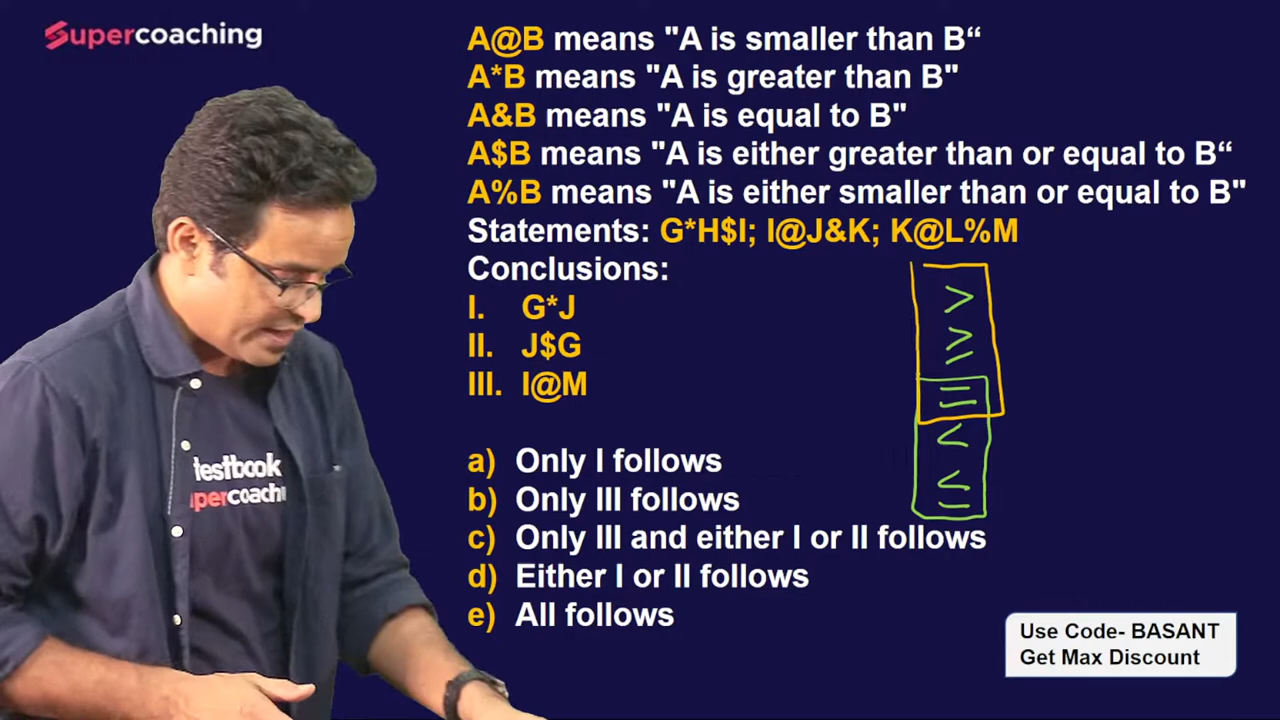 Supercoaching
A@B means "A is smaller than B“
A*B means "A is greater than B"
A&B means "A is equal to B"
A$B means "A is either greater than or equal to B“
A%B means "A is either smaller than or equal to B"
Statements: G*H$I; I@J&K; K@L%M
Conclusions:
I. G*J
II. J$G
III. I@M
>
≥
=
<
≤
a) Only I follows
b) Only III follows
c) Only III and either I or II follows
d) Either I or II follows
e) All follows
testbook
supercoachi
Use Code- BASANT
Get Max Discount